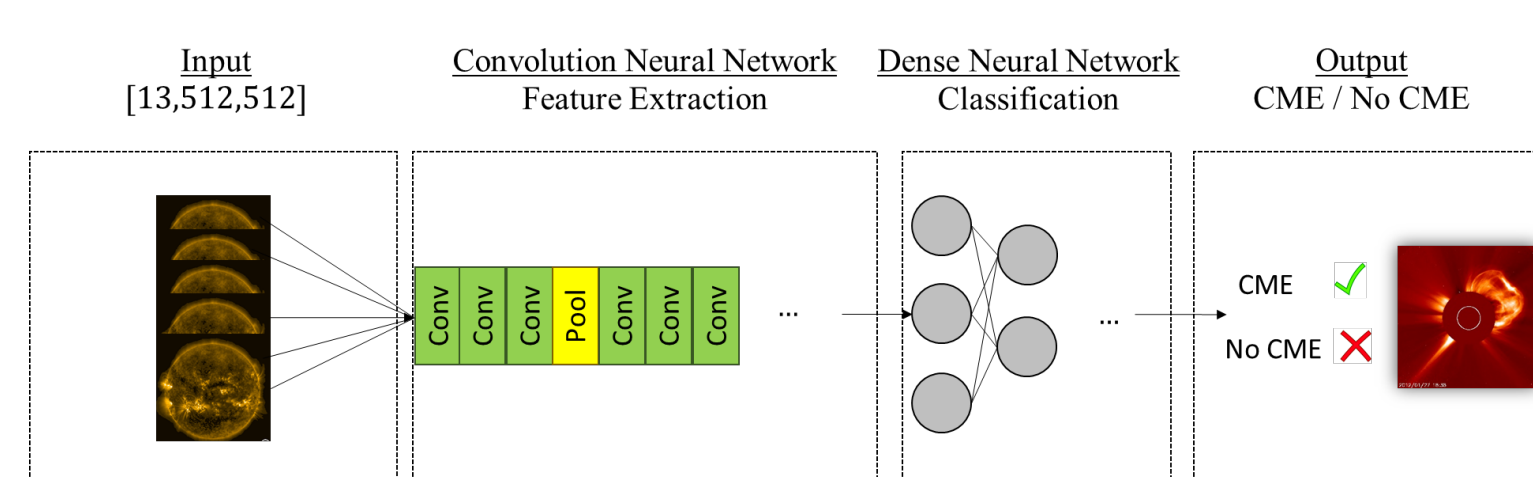 Input
[13,512,512]
Convolution Neural Network
Feature Extraction
Dense Neural Network
Classification
Output
CME / No CME
Conv
Conv
Conv
Pool
Conv
Conv
Conv
...
...
CME
No CME